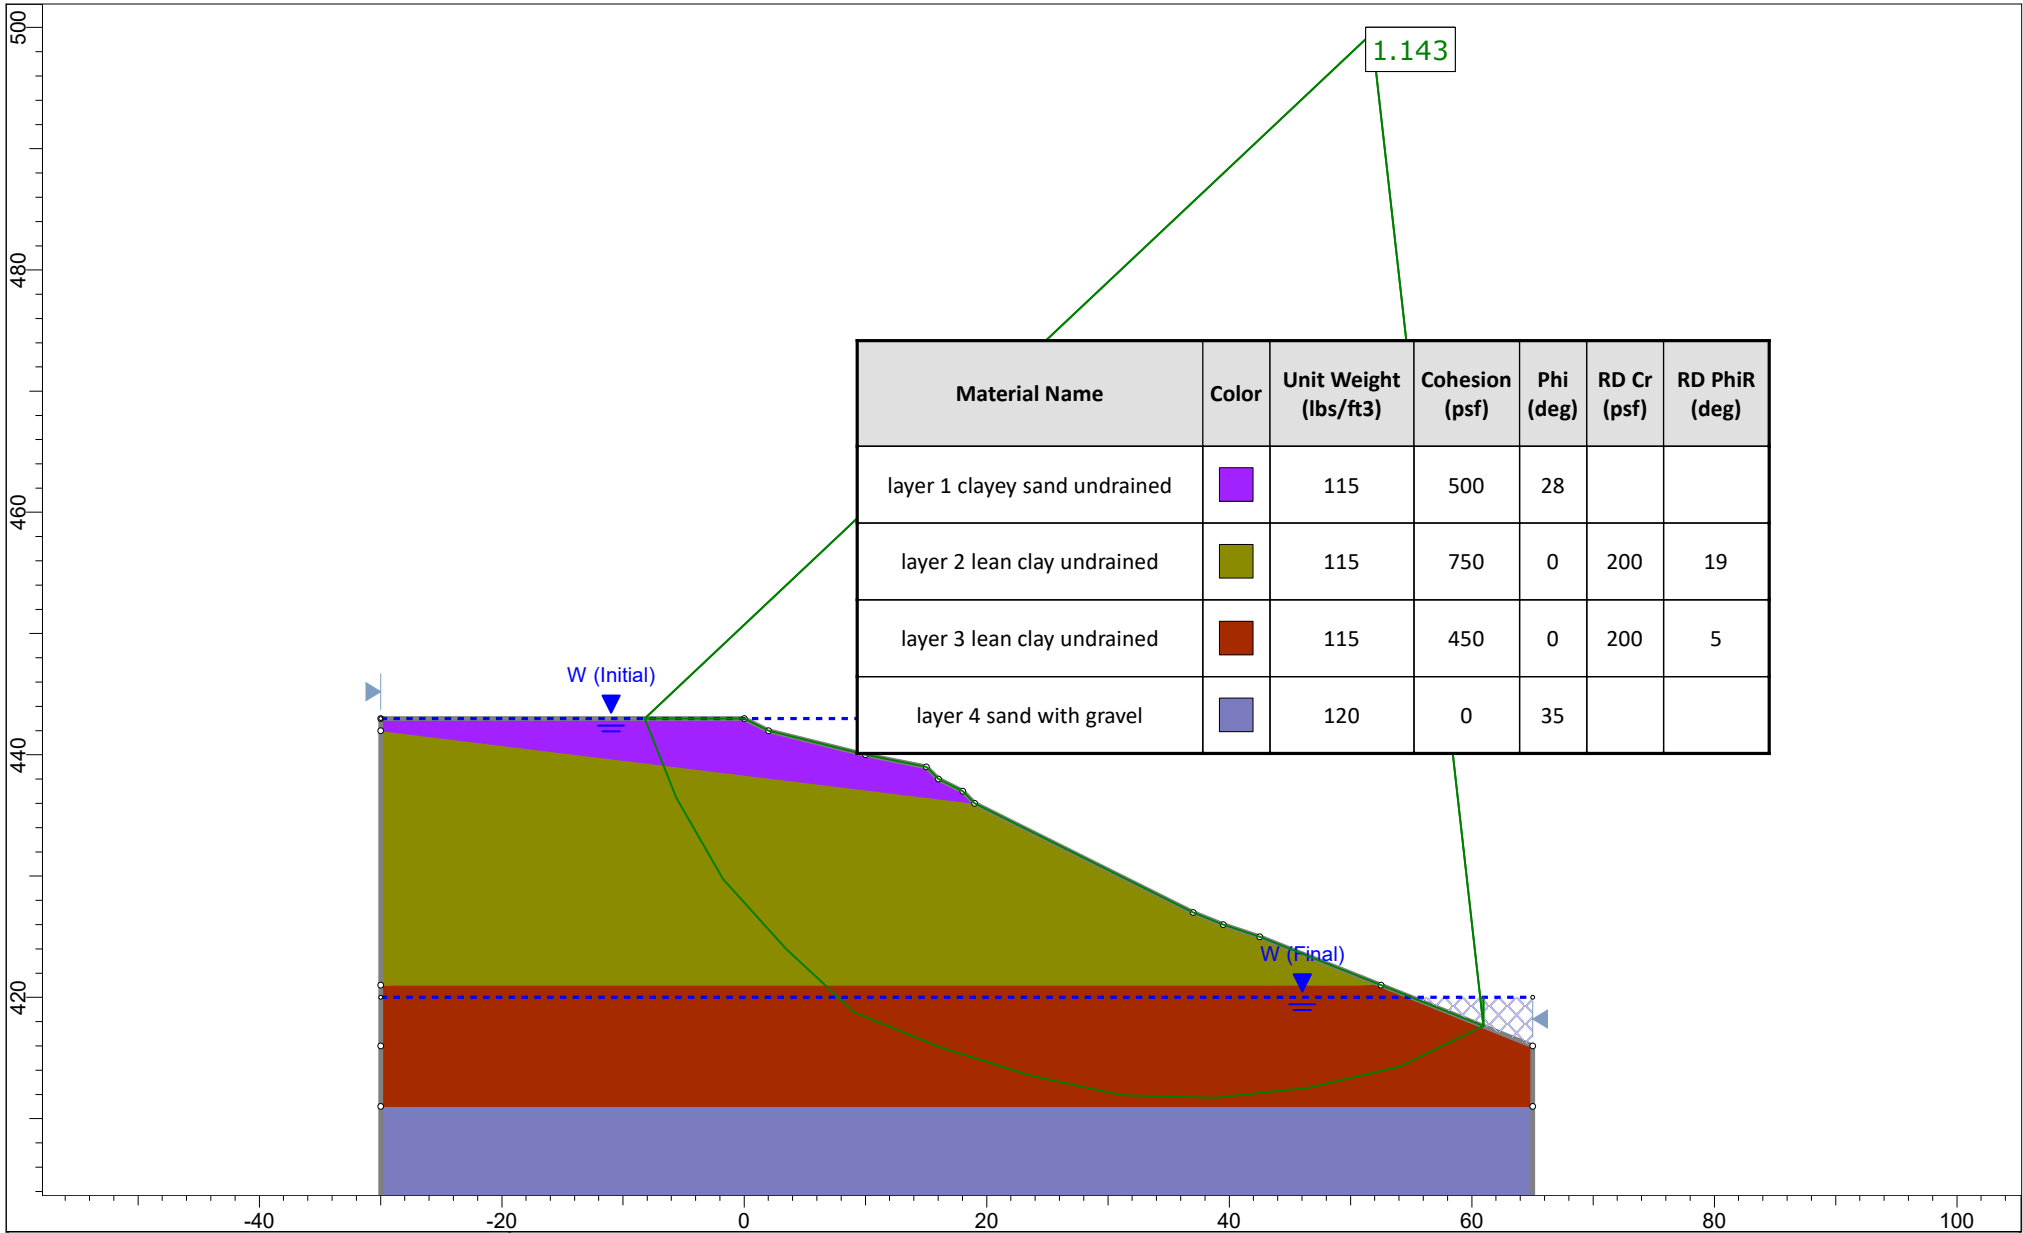 500
480
460
440
420
1.143
Material Name Color Unit Weight (lbs/ft3) Cohesion (psf) Phi (deg) RD Cr (psf) RD PhiR (deg)
layer 1 clayey sand undrained 115 500 28
layer 2 lean clay undrained 115 750 0 200 19
layer 3 lean clay undrained 115 450 0 200 5
layer 4 sand with gravel 120 0 35
W (Initial)
W (Final)
-40 -20 0 20 40 60 80 100